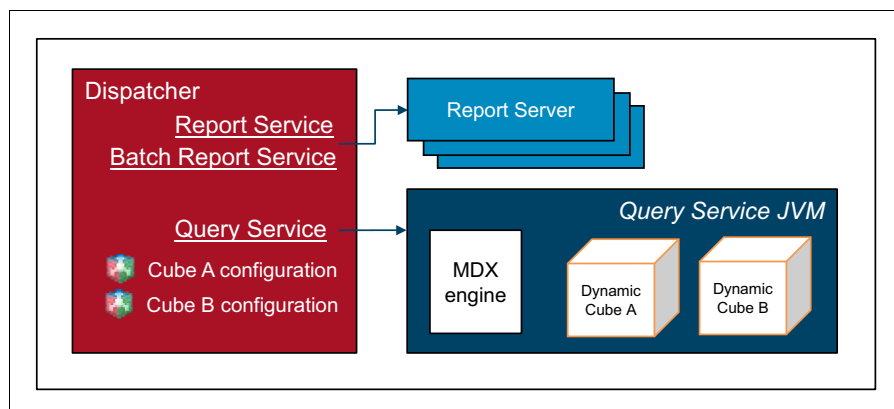 Dispatcher
Report Service
Batch Report Service
Query Service
Cube A configuration
Cube B configuration
Report Server
Query Service JVM
MDX
engine
Dynamic
Cube A
Dynamic
Cube B